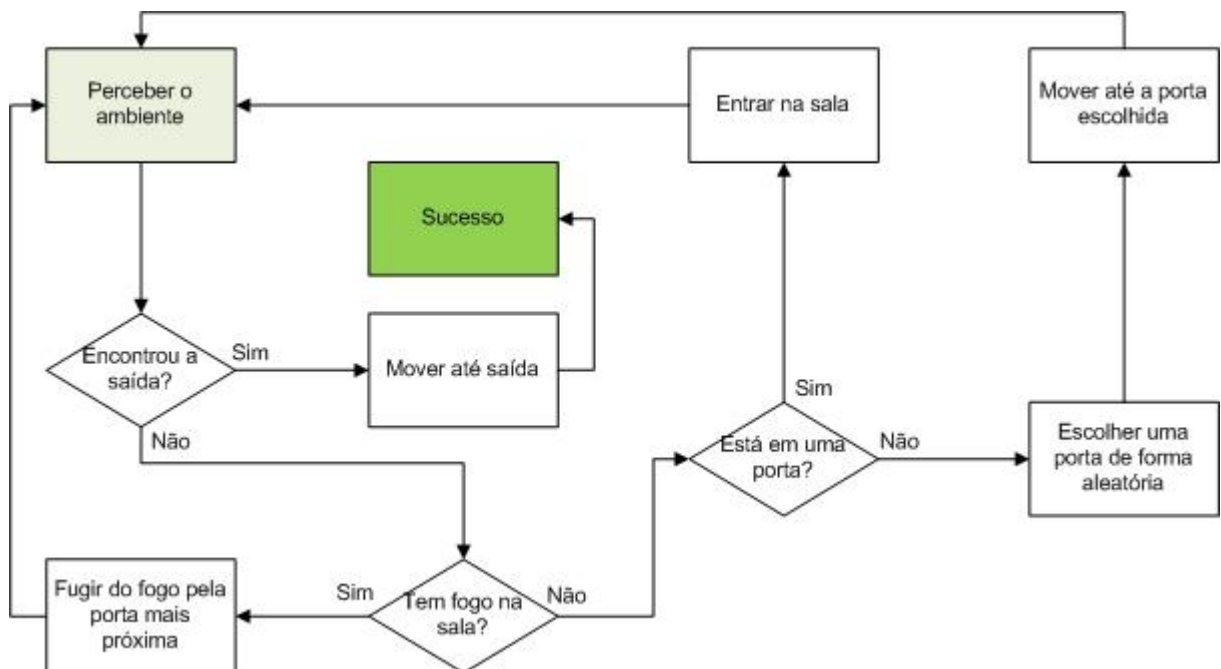 Perceber o
ambiente
Entrar na sala
Mover até a porta
escolhida
Sucesso
Encontrou a
saída?
Sim
Mover até saída
Não
Sim
Está em uma
porta?
Não
Escolher uma
porta de forma
aleatória
Fugir do fogo pela
porta mais
próxima
Sim
Tem fogo na
sala?
Não